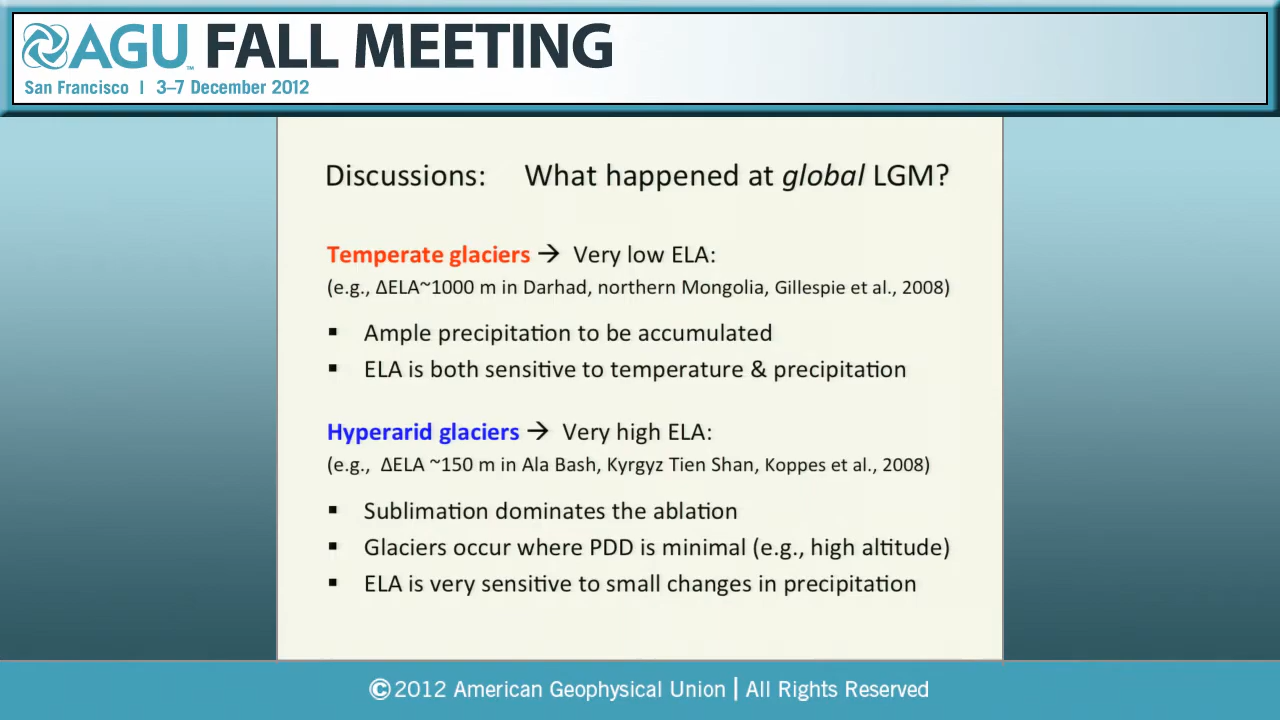 AGU™ FALL MEETING
San Francisco | 3–7 December 2012
Discussions: What happened at global LGM?
Temperate glaciers → Very low ELA:
(e.g., ΔELA~1000 m in Darhad, northern Mongolia, Gillespie et al., 2008)
▪ Ample precipitation to be accumulated
▪ ELA is both sensitive to temperature & precipitation
Hyperarid glaciers → Very high ELA:
(e.g., ΔELA ~150 m in Ala Bash, Kyrgyz Tien Shan, Koppes et al., 2008)
▪ Sublimation dominates the ablation
▪ Glaciers occur where PDD is minimal (e.g., high altitude)
▪ ELA is very sensitive to small changes in precipitation
©2012 American Geophysical Union | All Rights Reserved